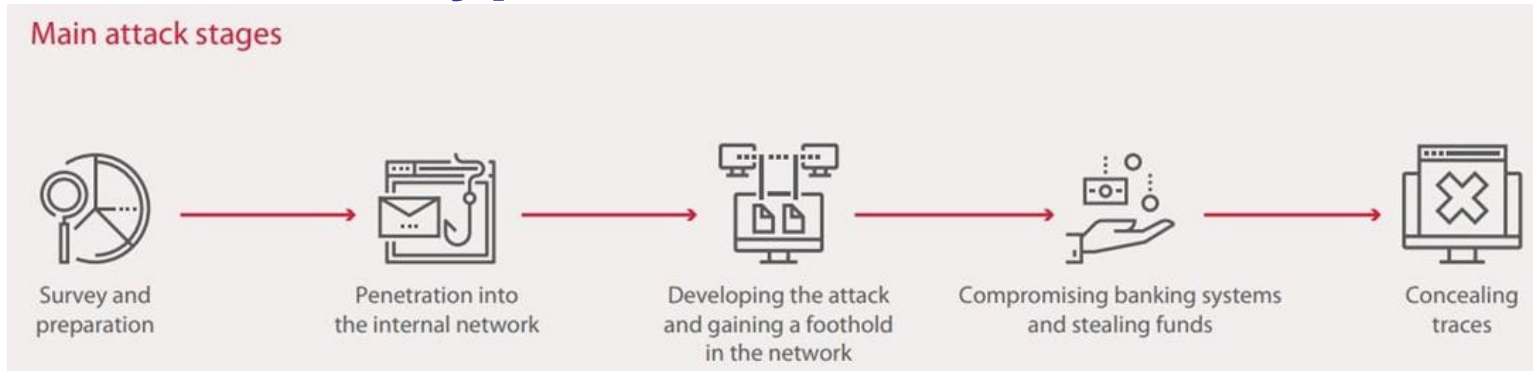 Main attack stages
Survey and
preparation
Penetration into
the internal network
Developing the attack
and gaining a foothold
in the network
Compromising banking systems
and stealing funds
Concealing
traces